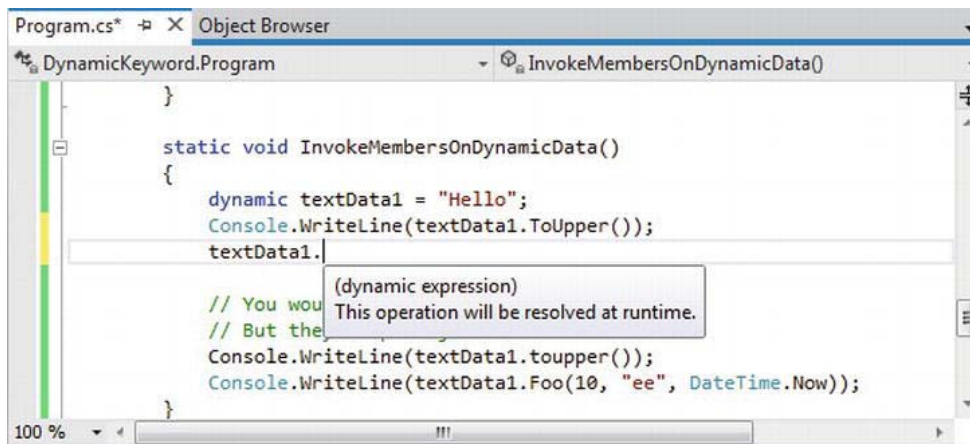 Program.cs* Object Browser
DynamicKeyword.Program InvokeMembersOnDynamicData()
}
static void InvokeMembersOnDynamicData()
{
dynamic textData1 = "Hello";
Console.WriteLine(textData1.ToUpper());
textData1.
(dynamic expression)
This operation will be resolved at runtime.
// You wou
// But the
Console.WriteLine(textData1.toupper());
Console.WriteLine(textData1.Foo(10, "ee", DateTime.Now));
}
100 %